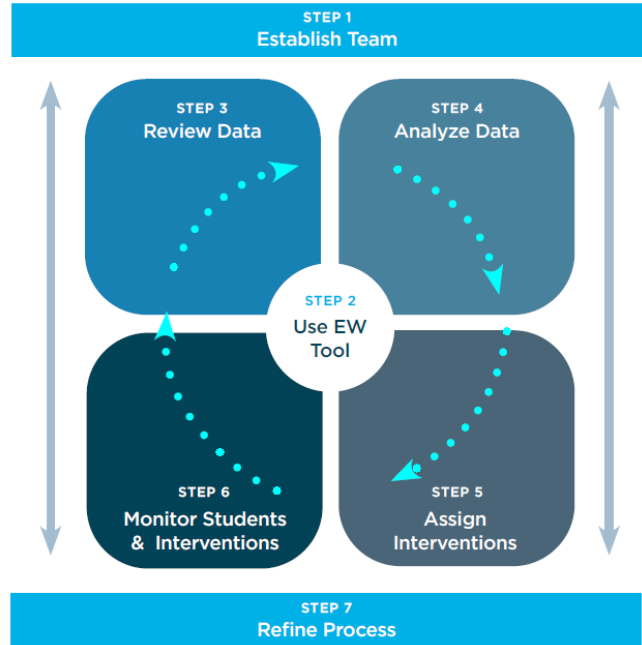 STEP 1
Establish Team
STEP 3
Review Data
STEP 4
Analyze Data
STEP 2
Use EW
Tool
STEP 6
Monitor Students
& Interventions
STEP 5
Assign
Interventions
STEP 7
Refine Process